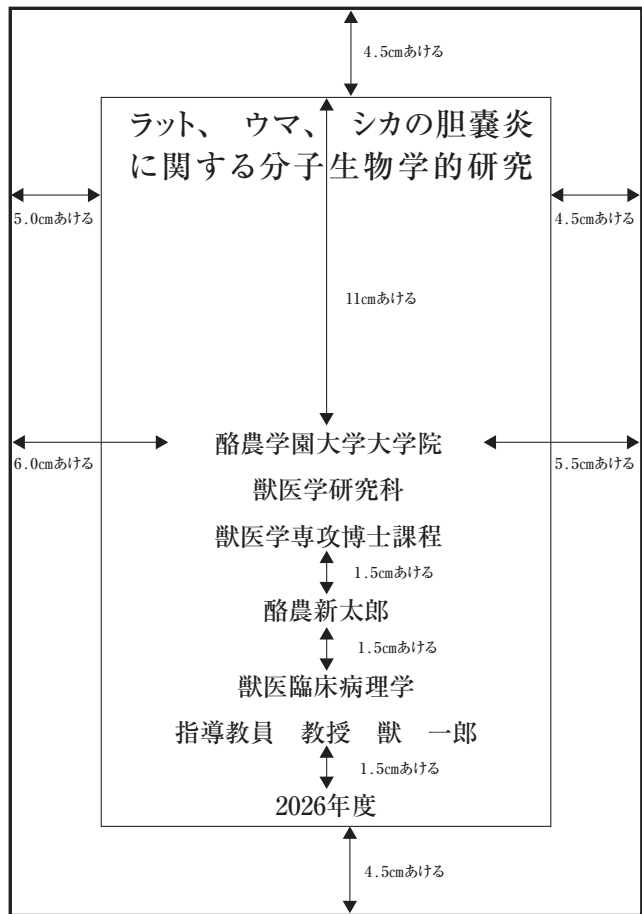 4.5cmあける
ラット、　ウマ、　シカの胆嚢炎
に関する分子生物学的研究
5.0cmあける
4.5cmあける
11cmあける
酪農学園大学大学院
6.0cmあける
5.5cmあける
獣医学研究科
獣医学専攻博士課程
1.5cmあける
酪農新太郎
1.5cmあける
獣医臨床病理学
指導教員　教授　獣　一郎
1.5cmあける
2026年度
4.5cmあける